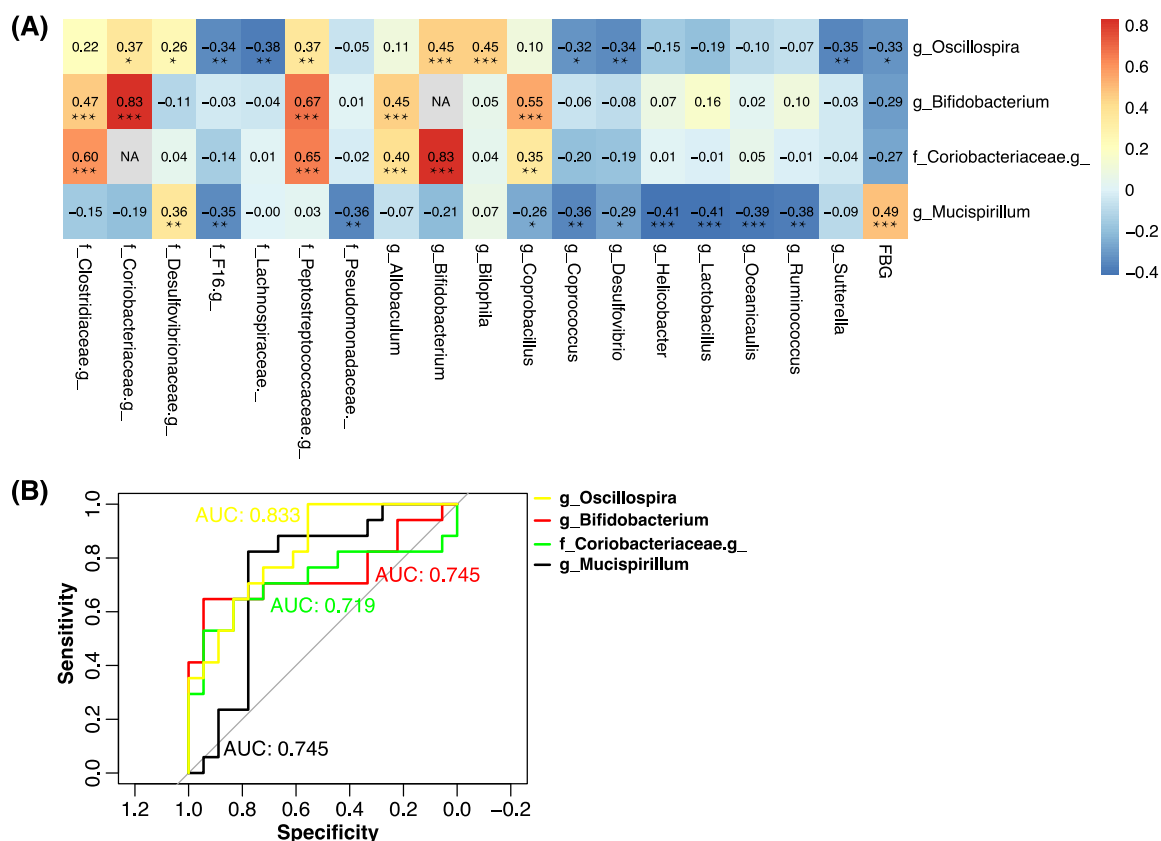 (A)
0.22 0.37 0.26 −0.34 −0.38 0.37 −0.05 0.11 0.45 0.45 0.10 −0.32 −0.34 −0.15 −0.19 −0.10 −0.07 −0.35 −0.33 g_Oscillospira 0.8
* * ** ** ** *** *** * ** ** *
0.47 0.83 −0.11 −0.03 −0.04 0.67 0.01 0.45 NA 0.05 0.55 −0.06 −0.08 0.07 0.16 0.02 0.10 −0.03 −0.29 g_Bifidobacterium 0.6
*** *** *** *** ***
0.4
0.60 NA 0.04 −0.14 0.01 0.65 −0.02 0.40 0.83 0.04 0.35 −0.20 −0.19 0.01 −0.01 0.05 −0.01 −0.04 −0.27 f_Coriobacteriaceae.g_ 0.2
*** *** *** *** **
0
−0.15 −0.19 0.36 −0.35 −0.00 0.03 −0.36 −0.07 −0.21 0.07 −0.26 −0.36 −0.29 −0.41 −0.41 −0.39 −0.38 −0.09 0.49 g_Mucispirillum −0.2
** ** ** * ** * *** *** *** ** ***
−0.4
f_Clostridiaceae.g_
f_Coriobacteriaceae.g_
f_Desulfovibrionaceae.g_
f_F16.g_
f_Lachnospiraceae._
f_Peptostreptococcaceae.g_
f_Pseudomonadaceae._
g_Allobaculum
g_Bifidobacterium
g_Bilophila
g_Coprobacillus
g_Coprococcus
g_Desulfovibrio
g_Helicobacter
g_Lactobacillus
g_Oceanicaulis
g_Ruminococcus
g_Sutterella
FBG
(B)
Sensitivity
1.0
0.8
0.6
0.4
0.2
0.0
AUC: 0.833
AUC: 0.745
AUC: 0.719
AUC: 0.745
g_Oscillospira
g_Bifidobacterium
f_Coriobacteriaceae.g_
g_Mucispirillum
1.2 1.0 0.8 0.6 0.4 0.2 0.0 −0.2
Specificity